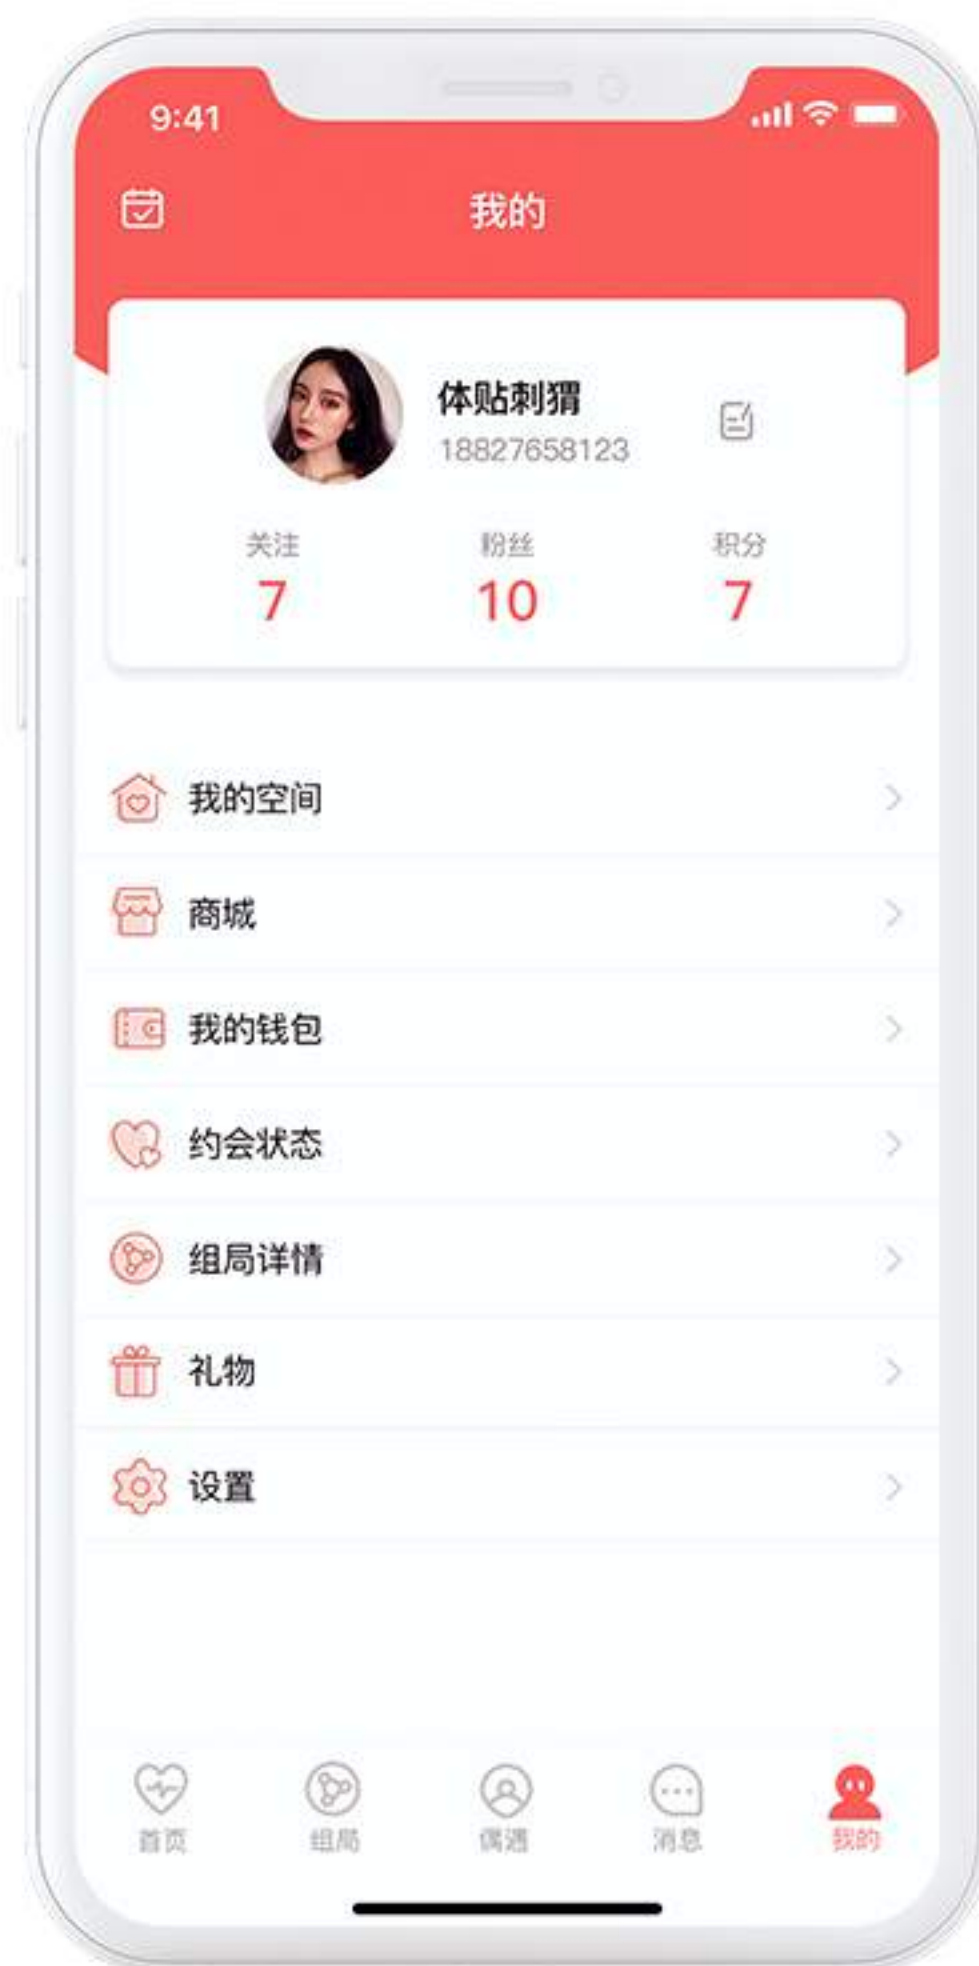 9:41
我的
体贴刺猬
18827658123
关注 粉丝 积分
7 10 7
我的空间
商城
我的钱包
约会状态
组局详情
礼物
设置
首页 组局 偶遇 消息 我的